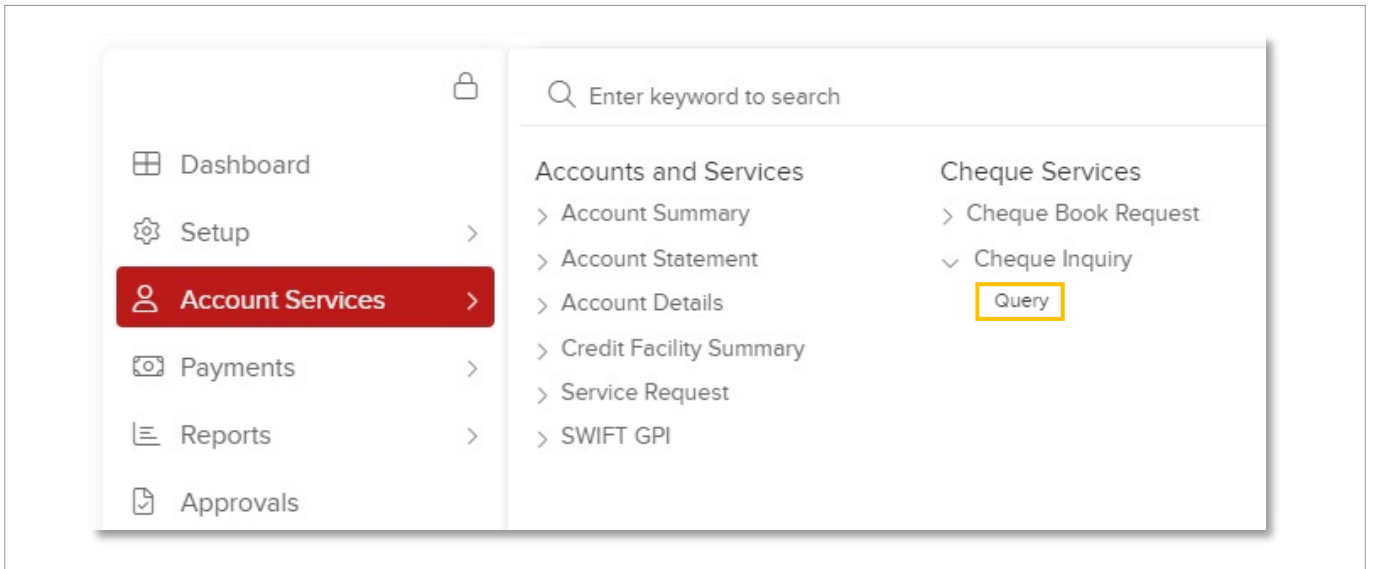 Enter keyword to search
Dashboard
Setup
Account Services
Payments
Reports
Approvals
Accounts and Services
Account Summary
Account Statement
Account Details
Credit Facility Summary
Service Request
SWIFT GPI
Cheque Services
Cheque Book Request
Cheque Inquiry
Query